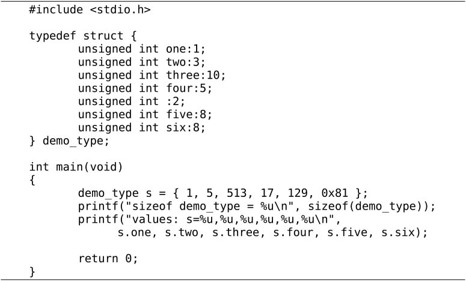 #include <stdio.h>
typedef struct {
unsigned int one:1;
unsigned int two:3;
unsigned int three:10;
unsigned int four:5;
unsigned int :2;
unsigned int five:8;
unsigned int six:8;
} demo_type;
int main(void)
{
demo_type s = { 1, 5, 513, 17, 129, 0x81 };
printf("sizeof demo_type = %u\n", sizeof(demo_type));
printf("values: s=%u,%u,%u,%u,%u,%u\n",
s.one, s.two, s.three, s.four, s.five, s.six);
return 0;
}